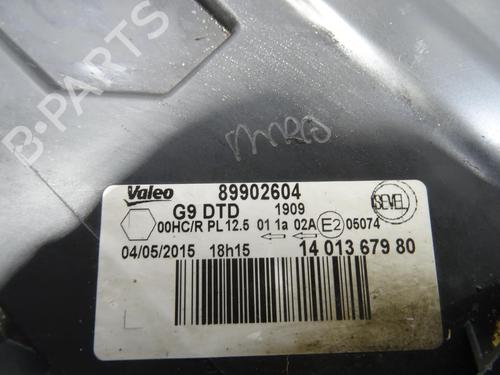 B-PARTS
Valeo 89902604
G9 DTD 1909 SEVEL
00HC/R PL 12.5 01 1a 02A E2 05074
04/05/2015 18h15 14 013 679 80
L